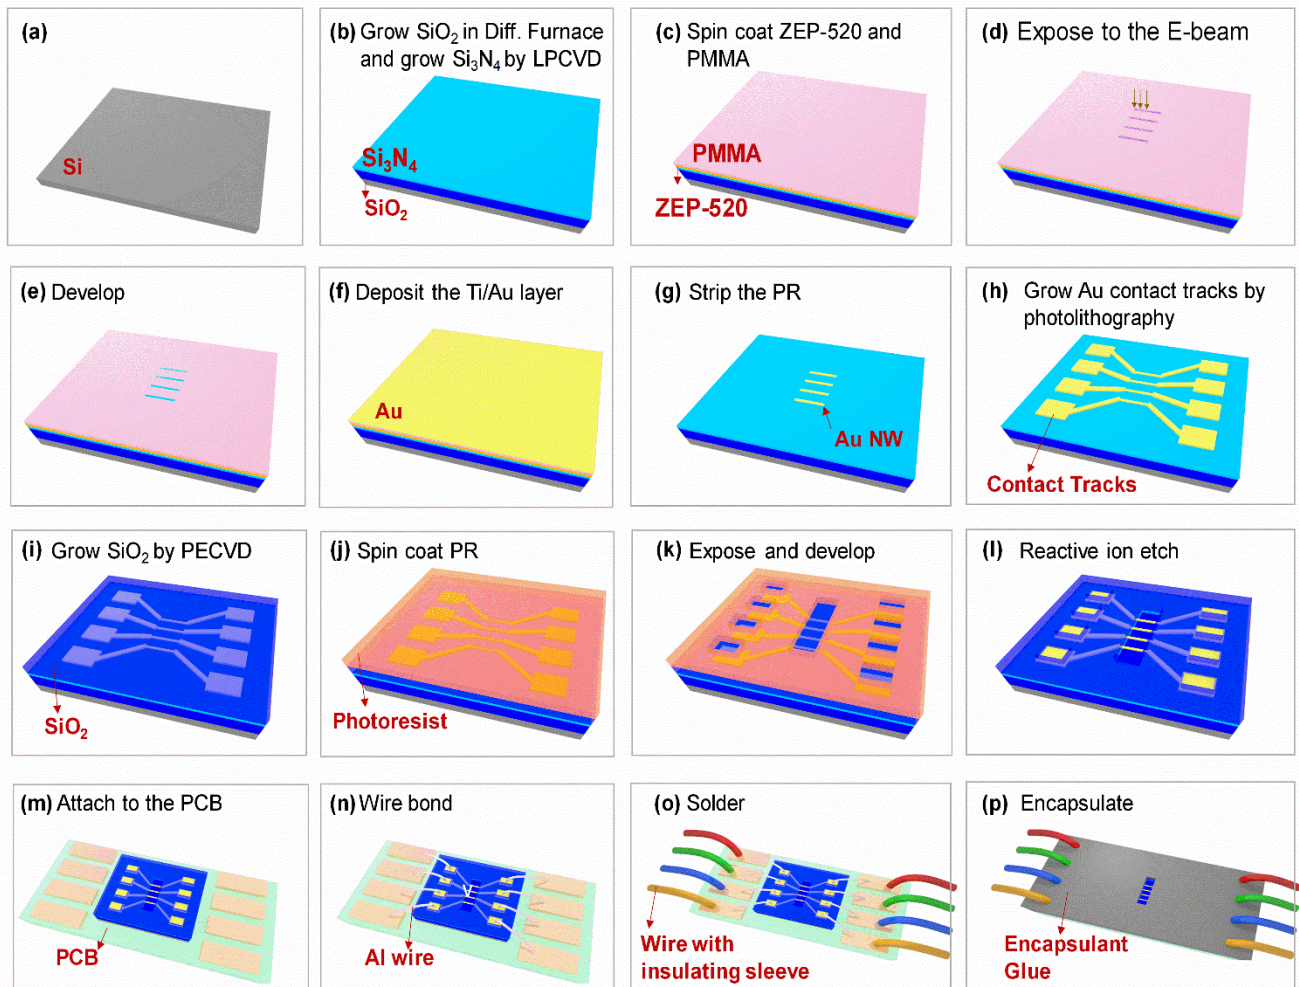 (a)
Si
(b) Grow SiO₂ in Diff. Furnace
and grow Si₃N₄ by LPCVD
Si₃N₄
SiO₂
(c) Spin coat ZEP-520 and
PMMA
PMMA
ZEP-520
(d) Expose to the E-beam
(e) Develop
(f) Deposit the Ti/Au layer
Au
(g) Strip the PR
Au NW
(h) Grow Au contact tracks by
photolithography
Contact Tracks
(i) Grow SiO₂ by PECVD
SiO₂
(j) Spin coat PR
Photoresist
(k) Expose and develop
(l) Reactive ion etch
(m) Attach to the PCB
PCB
(n) Wire bond
Al wire
(o) Solder
Wire with
insulating sleeve
(p) Encapsulate
Encapsulant
Glue